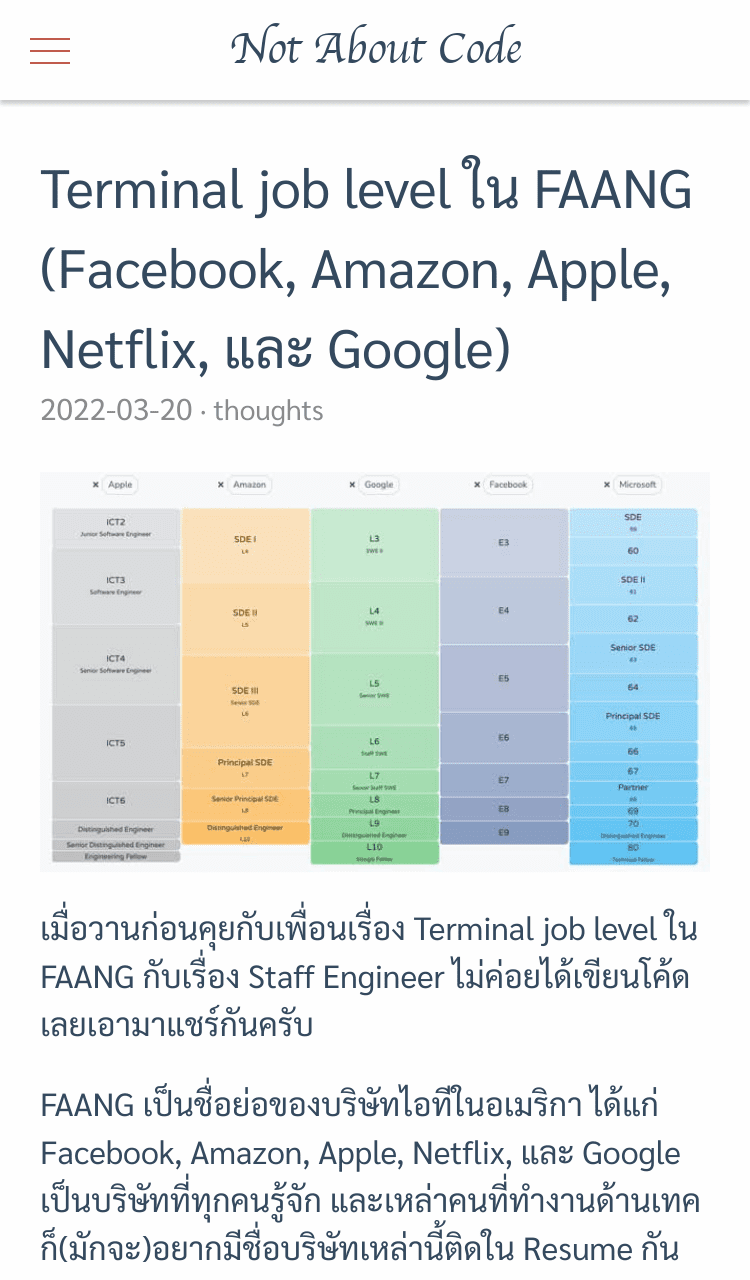 Not About Code
Terminal job level ใน FAANG
(Facebook, Amazon, Apple,
Netflix, และ Google)
2022-03-20 · thoughts
× Apple
× Amazon
× Google
× Facebook
× Microsoft
ICT2
Junior Software Engineer
ICT3
Software Engineer
ICT4
Senior Software Engineer
ICT5
ICT6
Distinguished Engineer
Senior Distinguished Engineer
Engineering Fellow
SDE I
L4
SDE II
L5
SDE III
Senior SDE
L6
Principal SDE
L7
Senior Principal SDE
L8
Distinguished Engineer
L10
L3
SWE II
L4
SWE III
L5
Senior SWE
L6
Staff SWE
L7
Senior Staff SWE
L8
Principal Engineer
L9
Distinguished Engineer
L10
Google Fellow
E3
E4
E5
E6
E7
E8
E9
SDE
59
60
SDE II
61
62
Senior SDE
63
64
Principal SDE
65
66
67
Partner
68
69
70
Distinguished Engineer
80
Technical Fellow
เมื่อวานก่อนคุยกับเพื่อนเรื่อง Terminal job level ใน
FAANG กับเรื่อง Staff Engineer ไม่ค่อยได้เขียนโค้ด
เลยเอามาแชร์กันครับ
FAANG เป็นชื่อย่อของบริษัทไอทีในอเมริกา ได้แก่
Facebook, Amazon, Apple, Netflix, และ Google
เป็นบริษัทที่ทุกคนรู้จัก และเหล่าคนที่ทำงานด้านเทค
ก็(มักจะ)อยากมีชื่อบริษัทเหล่านี้ติดใน Resume กัน